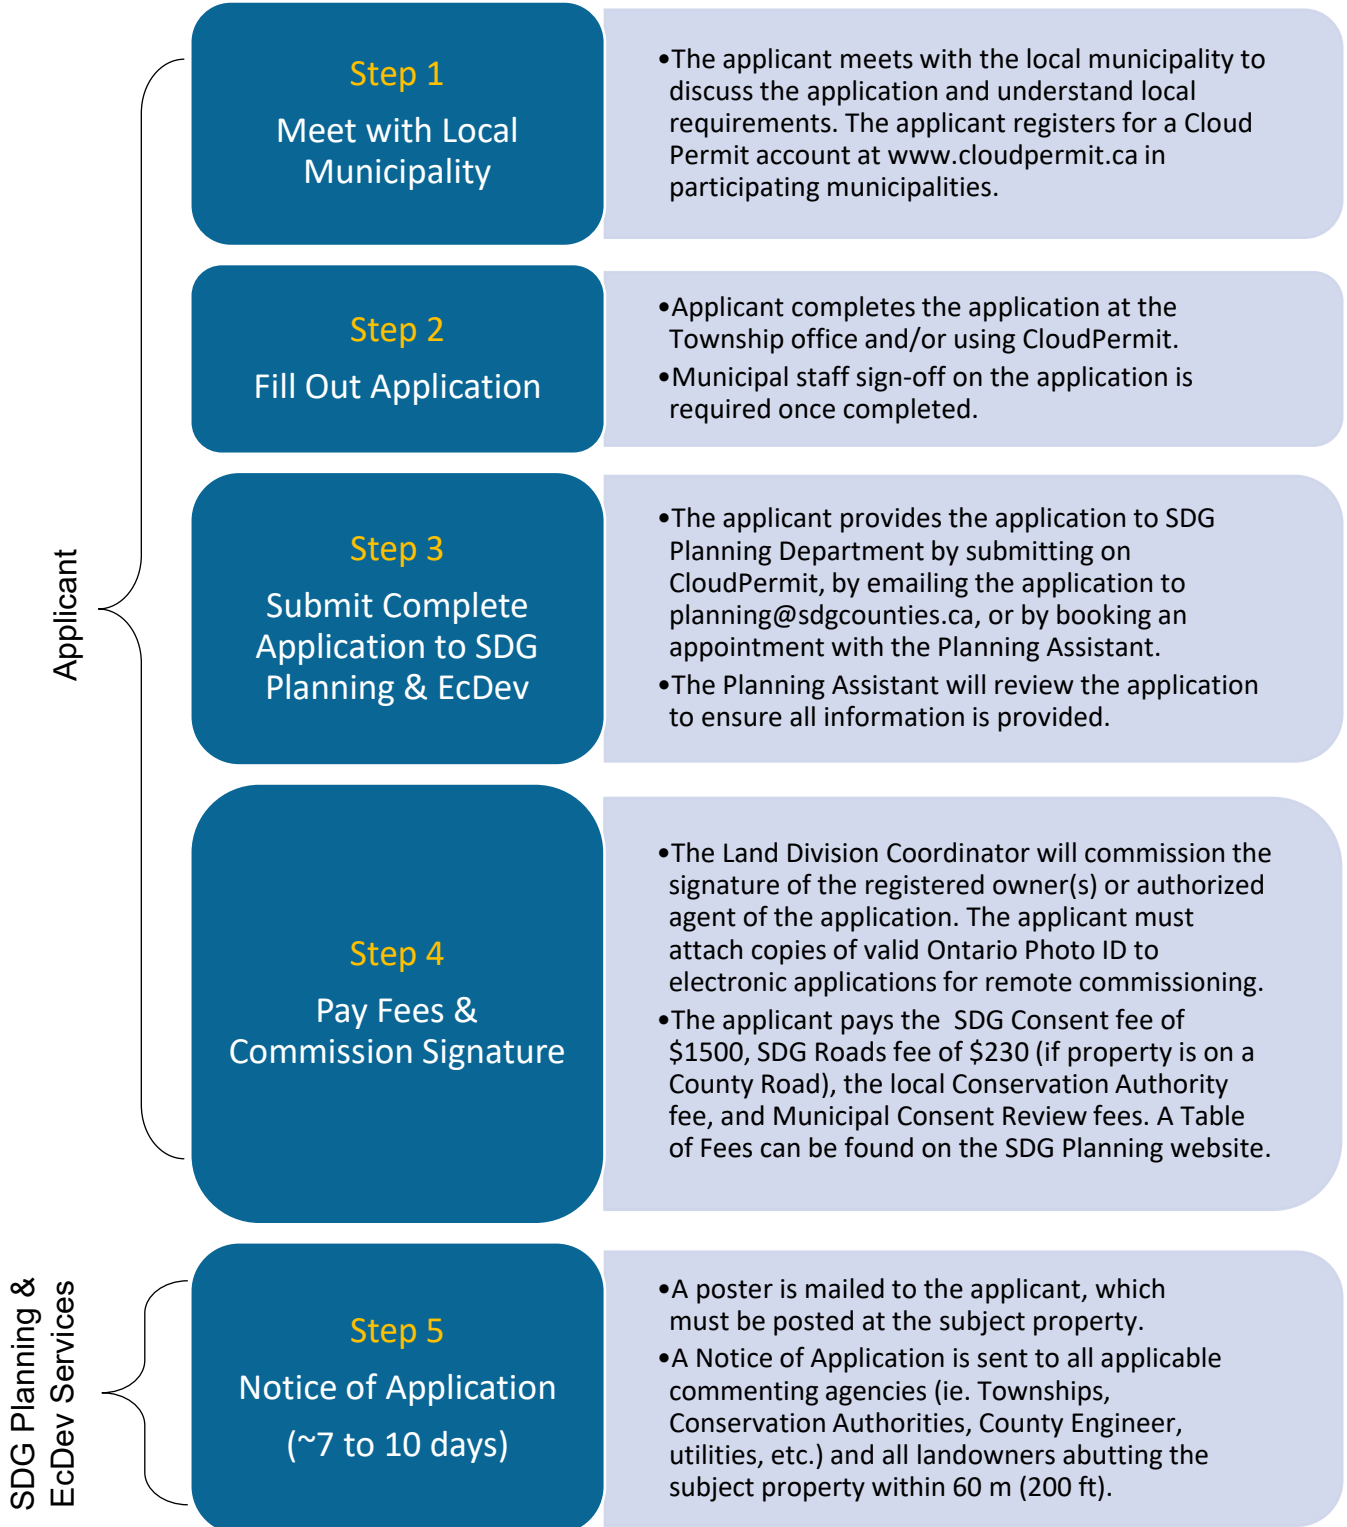 Applicant
Step 1
Meet with Local
Municipality
•The applicant meets with the local municipality to
discuss the application and understand local
requirements. The applicant registers for a Cloud
Permit account at www.cloudpermit.ca in
participating municipalities.
Step 2
Fill Out Application
•Applicant completes the application at the
Township office and/or using CloudPermit.
•Municipal staff sign-off on the application is
required once completed.
Step 3
Submit Complete
Application to SDG
Planning & EcDev
•The applicant provides the application to SDG
Planning Department by submitting on
CloudPermit, by emailing the application to
planning@sdgcounties.ca, or by booking an
appointment with the Planning Assistant.
•The Planning Assistant will review the application
to ensure all information is provided.
Step 4
Pay Fees &
Commission Signature
•The Land Division Coordinator will commission the
signature of the registered owner(s) or authorized
agent of the application. The applicant must
attach copies of valid Ontario Photo ID to
electronic applications for remote commissioning.
•The applicant pays the  SDG Consent fee of
$1500, SDG Roads fee of $230 (if property is on a
County Road), the local Conservation Authority
fee, and Municipal Consent Review fees. A Table
of Fees can be found on the SDG Planning website.
SDG Planning &
EcDev Services
Step 5
Notice of Application
(~7 to 10 days)
•A poster is mailed to the applicant, which
must be posted at the subject property.
•A Notice of Application is sent to all applicable
commenting agencies (ie. Townships,
Conservation Authorities, County Engineer,
utilities, etc.) and all landowners abutting the
subject property within 60 m (200 ft).